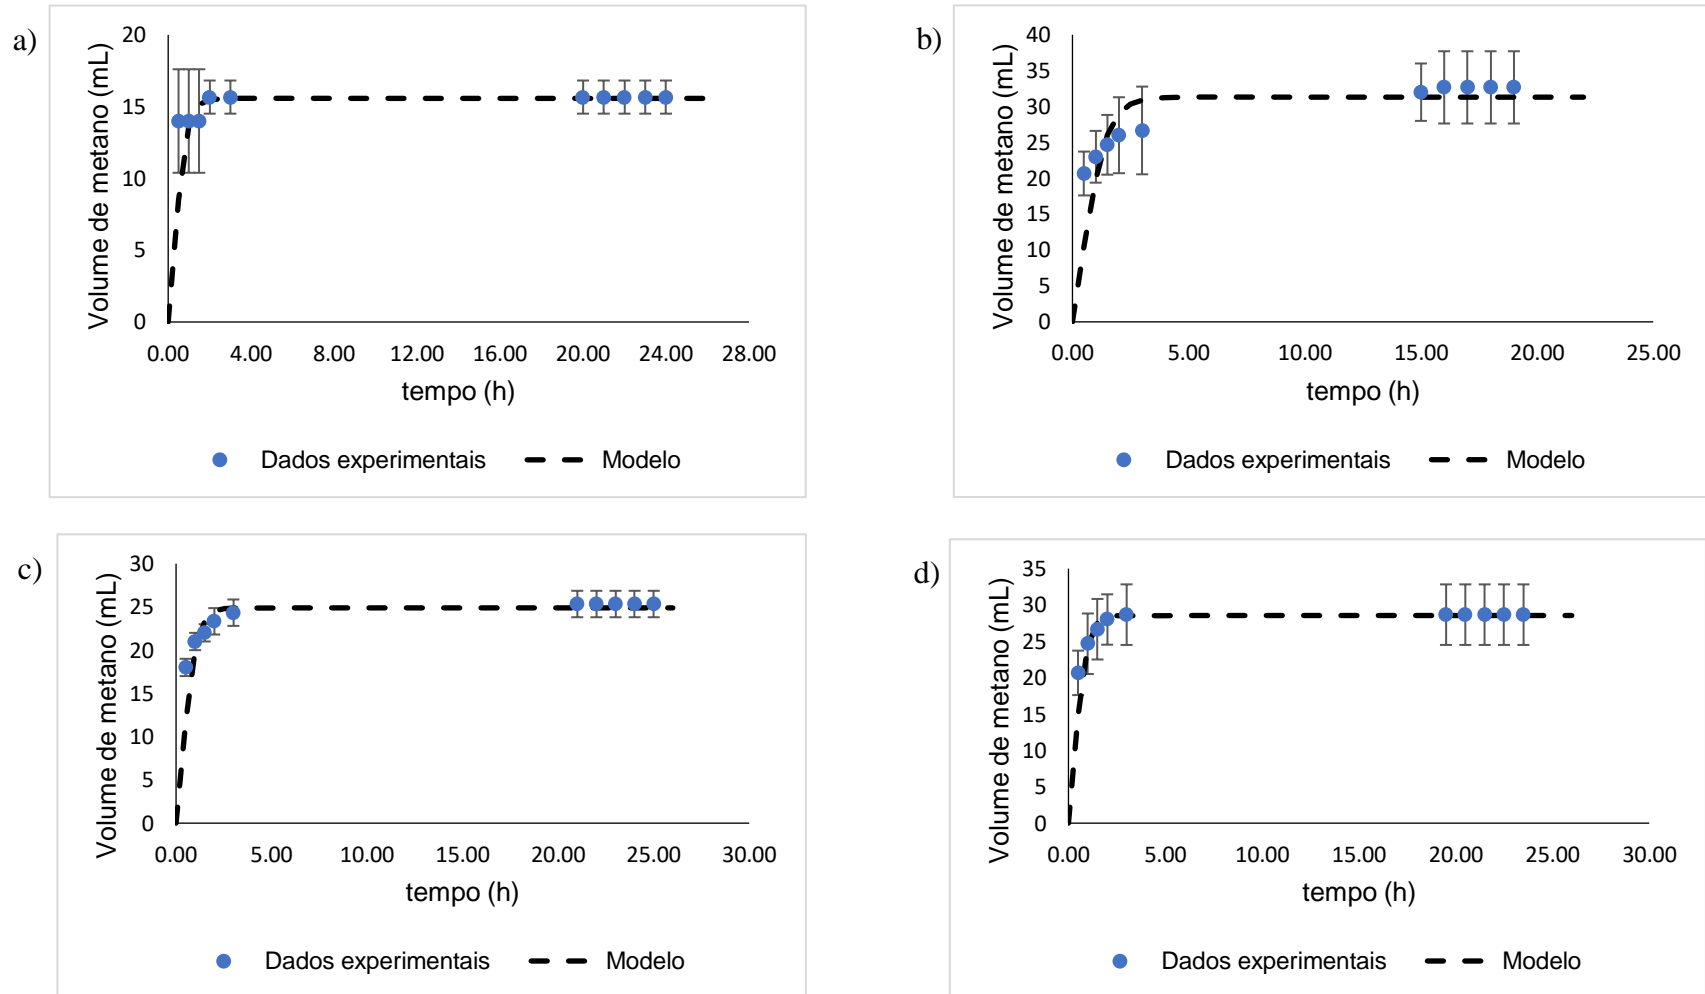 a)
Volume de metano (mL)
20
15
10
5
0
0.00 4.00 8.00 12.00 16.00 20.00 24.00 28.00
tempo (h)
Dados experimentais Modelo
b)
Volume de metano (mL)
40
35
30
25
20
15
10
5
0
0.00 5.00 10.00 15.00 20.00 25.00
tempo (h)
Dados experimentais Modelo
c)
Volume de metano (mL)
30
25
20
15
10
5
0
0.00 5.00 10.00 15.00 20.00 25.00 30.00
tempo (h)
Dados experimentais Modelo
d)
Volume de metano (mL)
35
30
25
20
15
10
5
0
0.00 5.00 10.00 15.00 20.00 25.00 30.00
tempo (h)
Dados experimentais Modelo